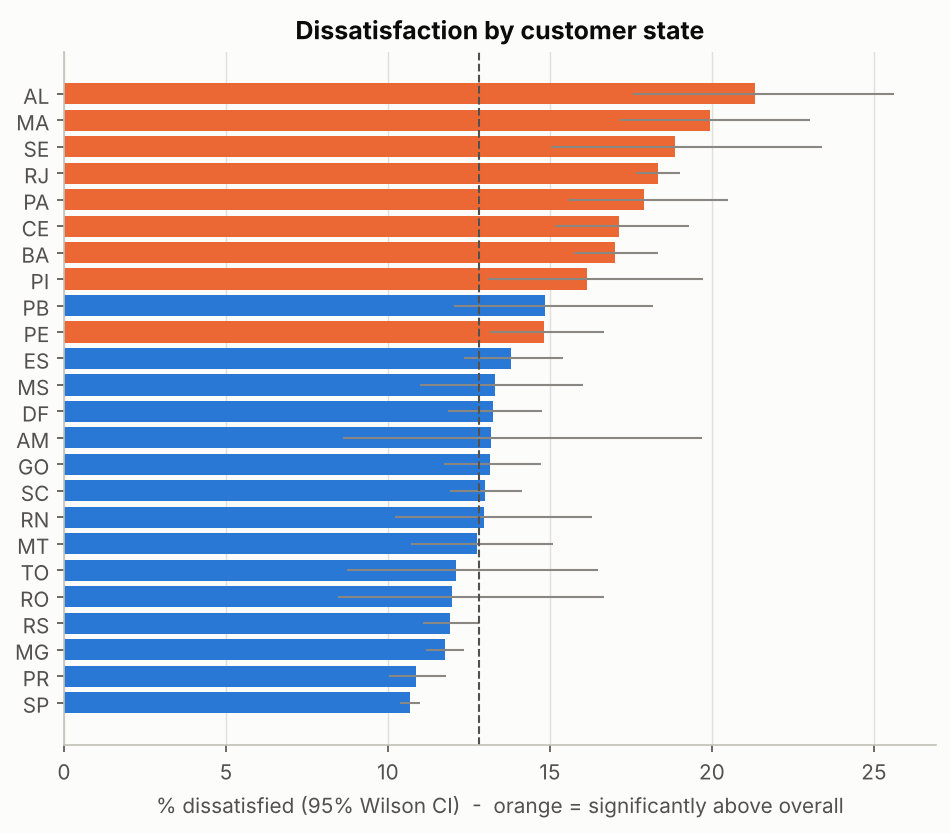 Dissatisfaction by customer state
AL
MA
SE
RJ
PA
CE
BA
PI
PB
PE
ES
MS
DF
AM
GO
SC
RN
MT
TO
RO
RS
MG
PR
SP
0 5 10 15 20 25
% dissatisfied (95% Wilson CI) - orange = significantly above overall